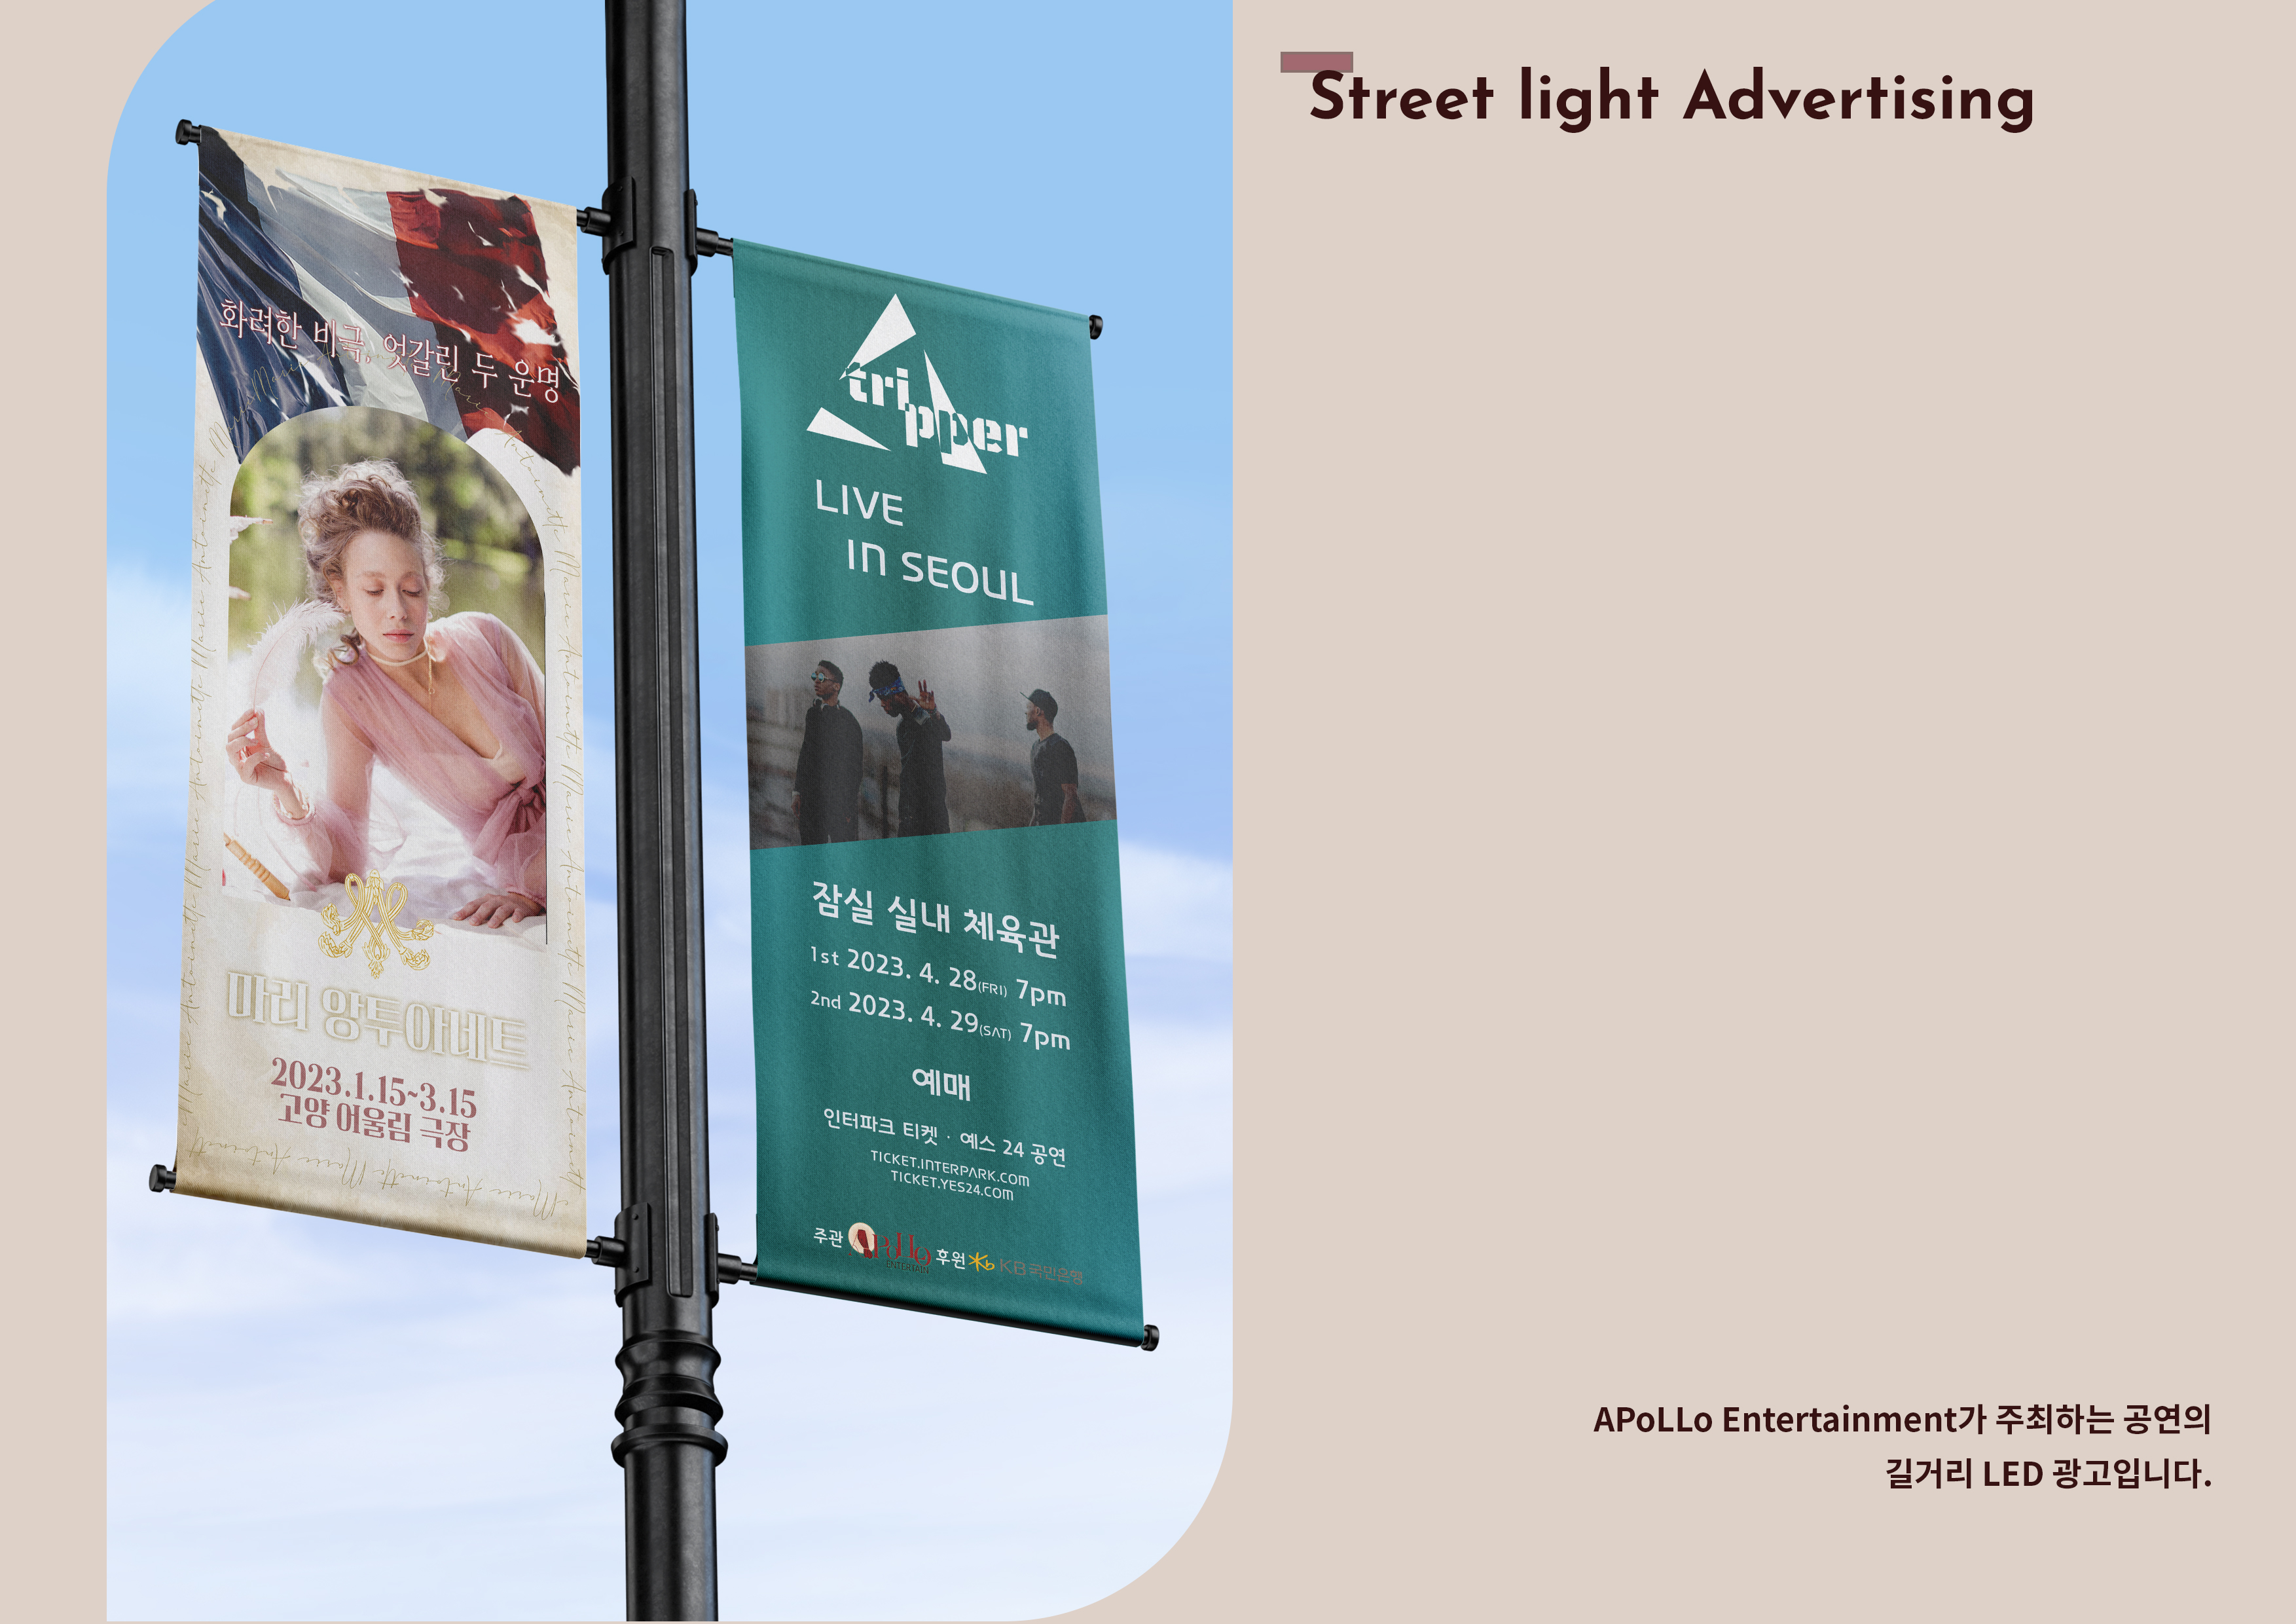 Street light Advertising
화려한 비극, 엇갈린 두 운명
마리 앙투아네트
2023.1.15~3.15
고양 어울림 극장
tripper
LIVE
IN SEOUL
잠실 실내 체육관
1st 2023. 4. 28(FRI) 7pm
2nd 2023. 4. 29(SAT) 7pm
예매
인터파크 티켓 · 예스 24 공연
TICKET.INTERPARK.COM
TICKET.YES24.COM
주관 APoLLo ENTERTAIN 후원 Kb KB국민은행
APoLLo Entertainment가 주최하는 공연의
길거리 LED 광고입니다.